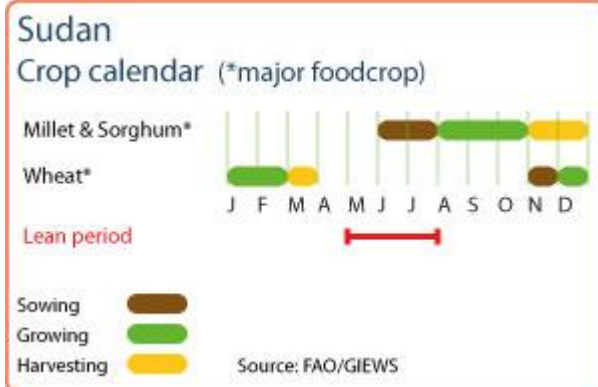 Sudan
Crop calendar (*major foodcrop)
Millet & Sorghum*
Wheat*
J F M A M J J A S O N D
Lean period
Sowing
Growing
Harvesting
Source: FAO/GIEWS